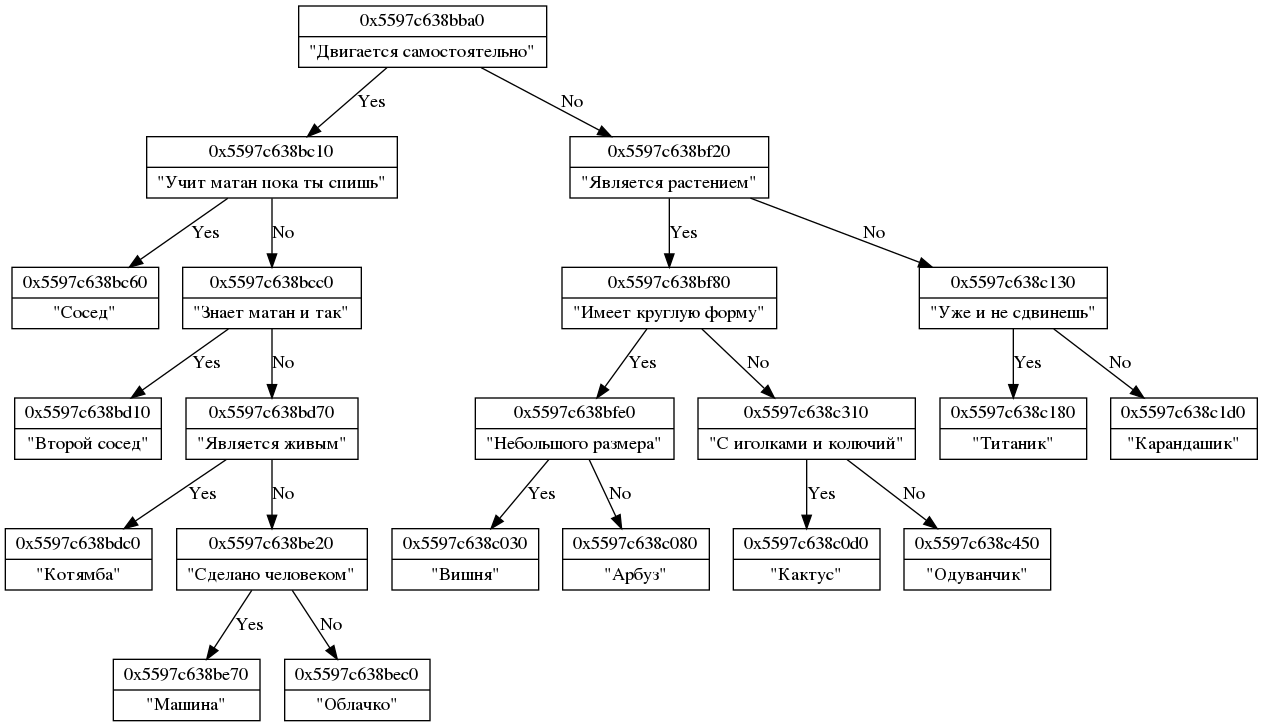 0x5597c638bba0
"Двигается самостоятельно"
Yes
No
0x5597c638bc10
"Учит матан пока ты спишь"
0x5597c638bf20
"Является растением"
Yes
No
Yes
No
0x5597c638bc60
"Сосед"
0x5597c638bcc0
"Знает матан и так"
0x5597c638bf80
"Имеет круглую форму"
0x5597c638c130
"Уже и не сдвинешь"
Yes
No
Yes
No
Yes
No
0x5597c638bd10
"Второй сосед"
0x5597c638bd70
"Является живым"
0x5597c638bfe0
"Небольшого размера"
0x5597c638c310
"С иголками и колючий"
0x5597c638c180
"Титаник"
0x5597c638c1d0
"Карандашик"
Yes
No
Yes
No
Yes
No
0x5597c638bdc0
"Котямба"
0x5597c638be20
"Сделано человеком"
0x5597c638c030
"Вишня"
0x5597c638c080
"Арбуз"
0x5597c638c0d0
"Кактус"
0x5597c638c450
"Одуванчик"
Yes
No
0x5597c638be70
"Машина"
0x5597c638bec0
"Облачко"